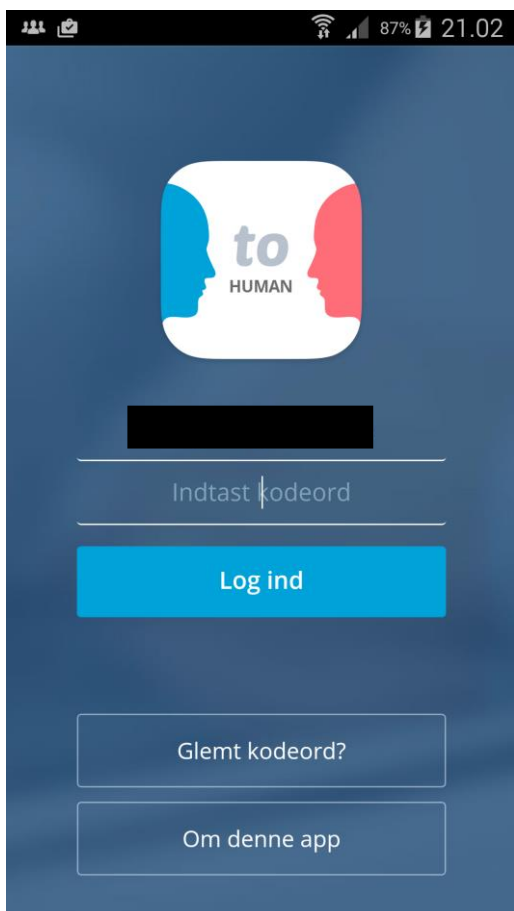 87% 21.02
to
HUMAN
Indtast kodeord
Log ind
Glemt kodeord?
Om denne app